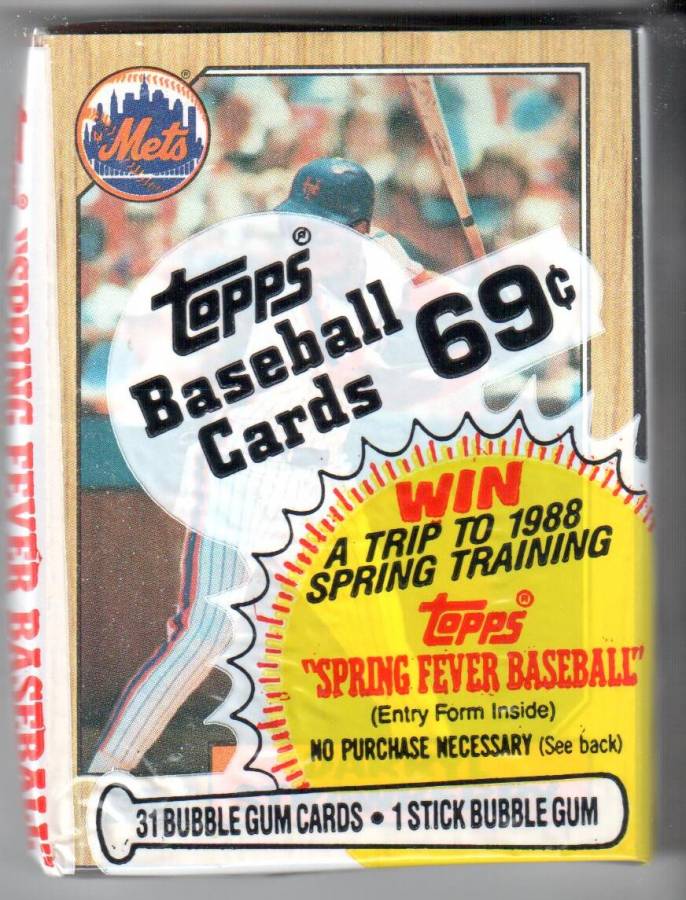 Mets
®
Topps®
Baseball 69¢
Cards
WIN
A TRIP TO 1988
SPRING TRAINING
Topps®
"SPRING FEVER BASEBALL"
(Entry Form Inside)
NO PURCHASE NECESSARY (See back)
31 BUBBLE GUM CARDS • 1 STICK BUBBLE GUM
"SPRING FEVER BASEBALL"